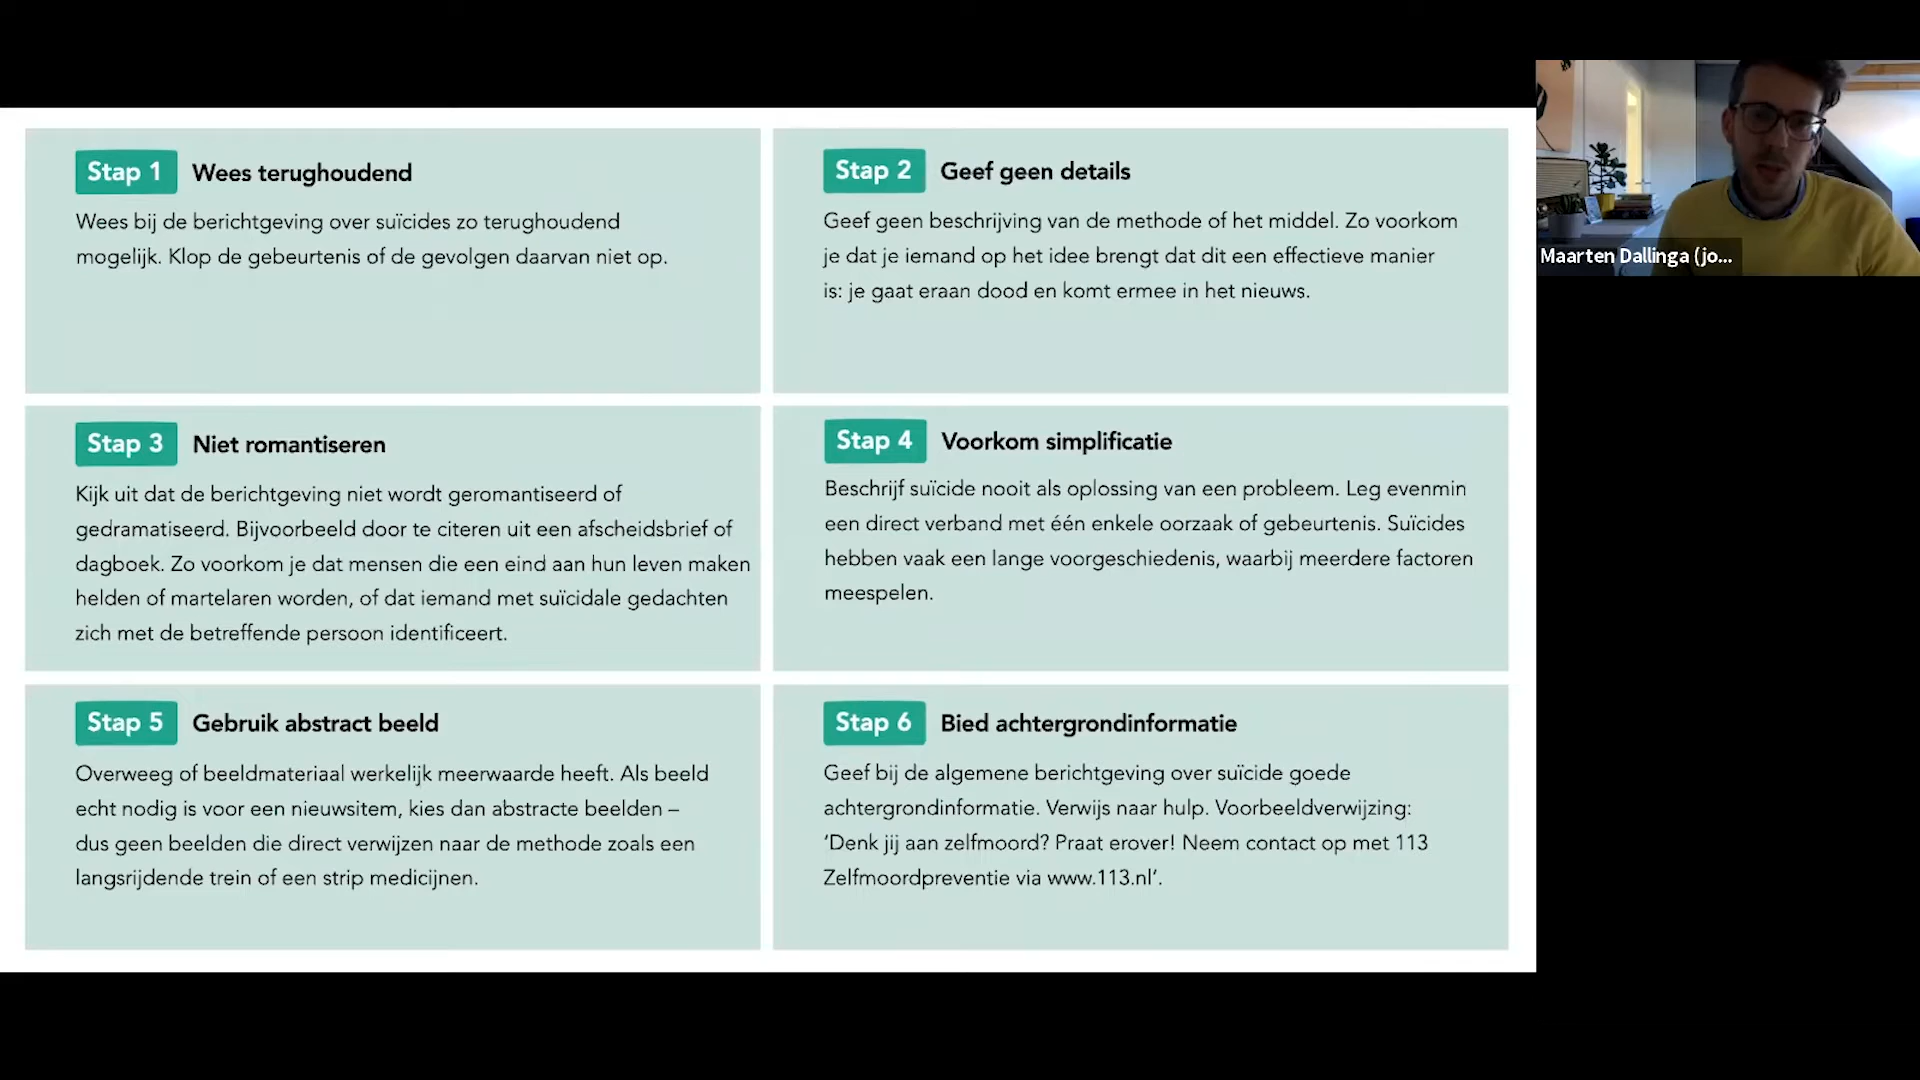 Stap 1 Wees terughoudend
Wees bij de berichtgeving over suïcides zo terughoudend
mogelijk. Klop de gebeurtenis of de gevolgen daarvan niet op.
Stap 2 Geef geen details
Geef geen beschrijving van de methode of het middel. Zo voorkom
je dat je iemand op het idee brengt dat dit een effectieve manier
is: je gaat eraan dood en komt ermee in het nieuws.
Stap 3 Niet romantiseren
Kijk uit dat de berichtgeving niet wordt geromantiseerd of
gedramatiseerd. Bijvoorbeeld door te citeren uit een afscheidsbrief of
dagboek. Zo voorkom je dat mensen die een eind aan hun leven maken
helden of martelaren worden, of dat iemand met suïcidale gedachten
zich met de betreffende persoon identificeert.
Stap 4 Voorkom simplificatie
Beschrijf suïcide nooit als oplossing van een probleem. Leg evenmin
een direct verband met één enkele oorzaak of gebeurtenis. Suïcides
hebben vaak een lange voorgeschiedenis, waarbij meerdere factoren
meespelen.
Stap 5 Gebruik abstract beeld
Overweeg of beeldmateriaal werkelijk meerwaarde heeft. Als beeld
echt nodig is voor een nieuwsitem, kies dan abstracte beelden –
dus geen beelden die direct verwijzen naar de methode zoals een
langsrijdende trein of een strip medicijnen.
Stap 6 Bied achtergrondinformatie
Geef bij de algemene berichtgeving over suïcide goede
achtergrondinformatie. Verwijs naar hulp. Voorbeeldverwijzing:
‘Denk jij aan zelfmoord? Praat erover! Neem contact op met 113
Zelfmoordpreventie via www.113.nl’.
Maarten Dallinga (jo...